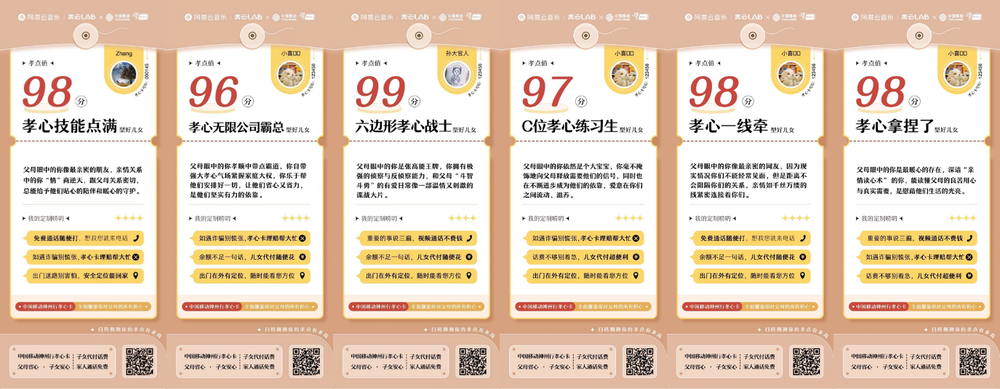 网易云音乐 | 青云LAB × 中国移动 China Mobile
孝点值
Zhang
000145
98分
孝心技能点满型好儿女
父母眼中的你像最亲密的朋友，亲情关系
中的你“情”商逆天，跟父母关系密切，
总能给予他们贴心的陪伴和暖心的守护。
我的定制唠叨
免费通话随便打，想我您就来电话
如遇诈骗别慌张，孝心卡理赔帮大忙
出门迷路别害怕，安全定位能回家
中国移动神州行孝心卡 全面覆盖你对父母的所有担心
扫码测测你的孝点有多高
中国移动神州行孝心卡 子女代付话费
父母省心 · 子女安心 家人通话免费
网易云音乐 | 青云LAB × 中国移动 China Mobile
孝点值
小喜
123456
96分
孝心无限公司霸总型好儿女
父母眼中的你孝顺中带点霸道，你自带
强大孝心气场紧握家庭大权，你乐于帮
他们安排好一切，让他们省心又省力，
是他们坚实有力的依靠。
我的定制唠叨
如遇诈骗别慌张，孝心卡理赔帮大忙
余额不足一句话，儿女代付随便花
出门在外有定位，随时能看您方位
中国移动神州行孝心卡 全面覆盖你对父母的所有担心
扫码测测你的孝点有多高
中国移动神州行孝心卡 子女代付话费
父母省心 · 子女安心 家人通话免费
网易云音乐 | 青云LAB × 中国移动 China Mobile
孝点值
孙大官人
123456
99分
六边形孝心战士型好儿女
父母眼中的你是张高能王牌，你拥有极
强的侦察与反侦察能力，和父母“斗智
斗勇”的有爱日常像一部温情又刺激的
谍战大片。
我的定制唠叨
重要的事说三遍，视频通话不费钱
余额不足一句话，儿女代付随便花
出门在外有定位，随时能看您方位
中国移动神州行孝心卡 全面覆盖你对父母的所有担心
扫码测测你的孝点有多高
中国移动神州行孝心卡 子女代付话费
父母省心 · 子女安心 家人通话免费
网易云音乐 | 青云LAB × 中国移动 China Mobile
孝点值
小喜
123456
97分
C位孝心练习生型好儿女
父母眼中的你依然是个大宝宝，你毫不掩
饰地向父母释放需要他们的信号，同时也
在不断进步成为他们的依靠，爱意在你们
之间流动、滋养。
我的定制唠叨
如遇诈骗别慌张，孝心卡理赔帮大忙
话费不够别着急，儿女代付超便利
出门在外有定位，随时能看您方位
中国移动神州行孝心卡 全面覆盖你对父母的所有担心
扫码测测你的孝点有多高
中国移动神州行孝心卡 子女代付话费
父母省心 · 子女安心 家人通话免费
网易云音乐 | 青云LAB × 中国移动 China Mobile
孝点值
小喜
123456
98分
孝心一线牵型好儿女
父母眼中的你像最亲密的网友，因为现
实情况你们不能经常见面，但是距离不
会阻隔你们的关系，亲情如千丝万缕的
线紧密连接着你们。
我的定制唠叨
免费通话随便打，想我您就来电话
余额不足一句话，儿女代付随便花
出门在外有定位，随时能看您方位
中国移动神州行孝心卡 全面覆盖你对父母的所有担心
扫码测测你的孝点有多高
中国移动神州行孝心卡 子女代付话费
父母省心 · 子女安心 家人通话免费
网易云音乐 | 青云LAB × 中国移动 China Mobile
孝点值
小喜
123456
98分
孝心拿捏了型好儿女
父母眼中的你是最暖心的存在，深谙“亲
情读心术”的你，能读懂父母的良苦用心
与真实需要，是慰藉他们生活的光亮。
我的定制唠叨
重要的事说三遍，视频通话不费钱
如遇诈骗别慌张，孝心卡理赔帮大忙
话费不够别着急，儿女代付超便利
中国移动神州行孝心卡 全面覆盖你对父母的所有担心
扫码测测你的孝点有多高
中国移动神州行孝心卡 子女代付话费
父母省心 · 子女安心 家人通话免费